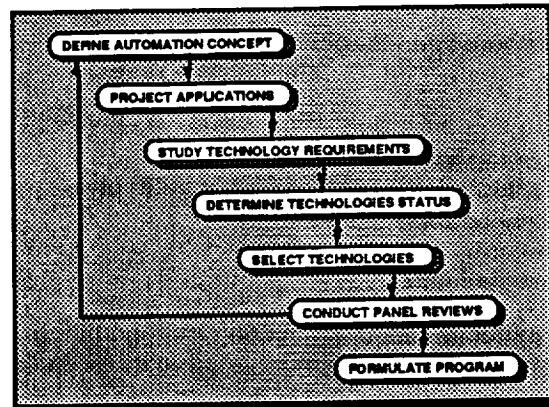 DEFINE AUTOMATION CONCEPT
PROJECT APPLICATIONS
STUDY TECHNOLOGY REQUIREMENTS
DETERMINE TECHNOLOGIES STATUS
SELECT TECHNOLOGIES
CONDUCT PANEL REVIEWS
FORMULATE PROGRAM